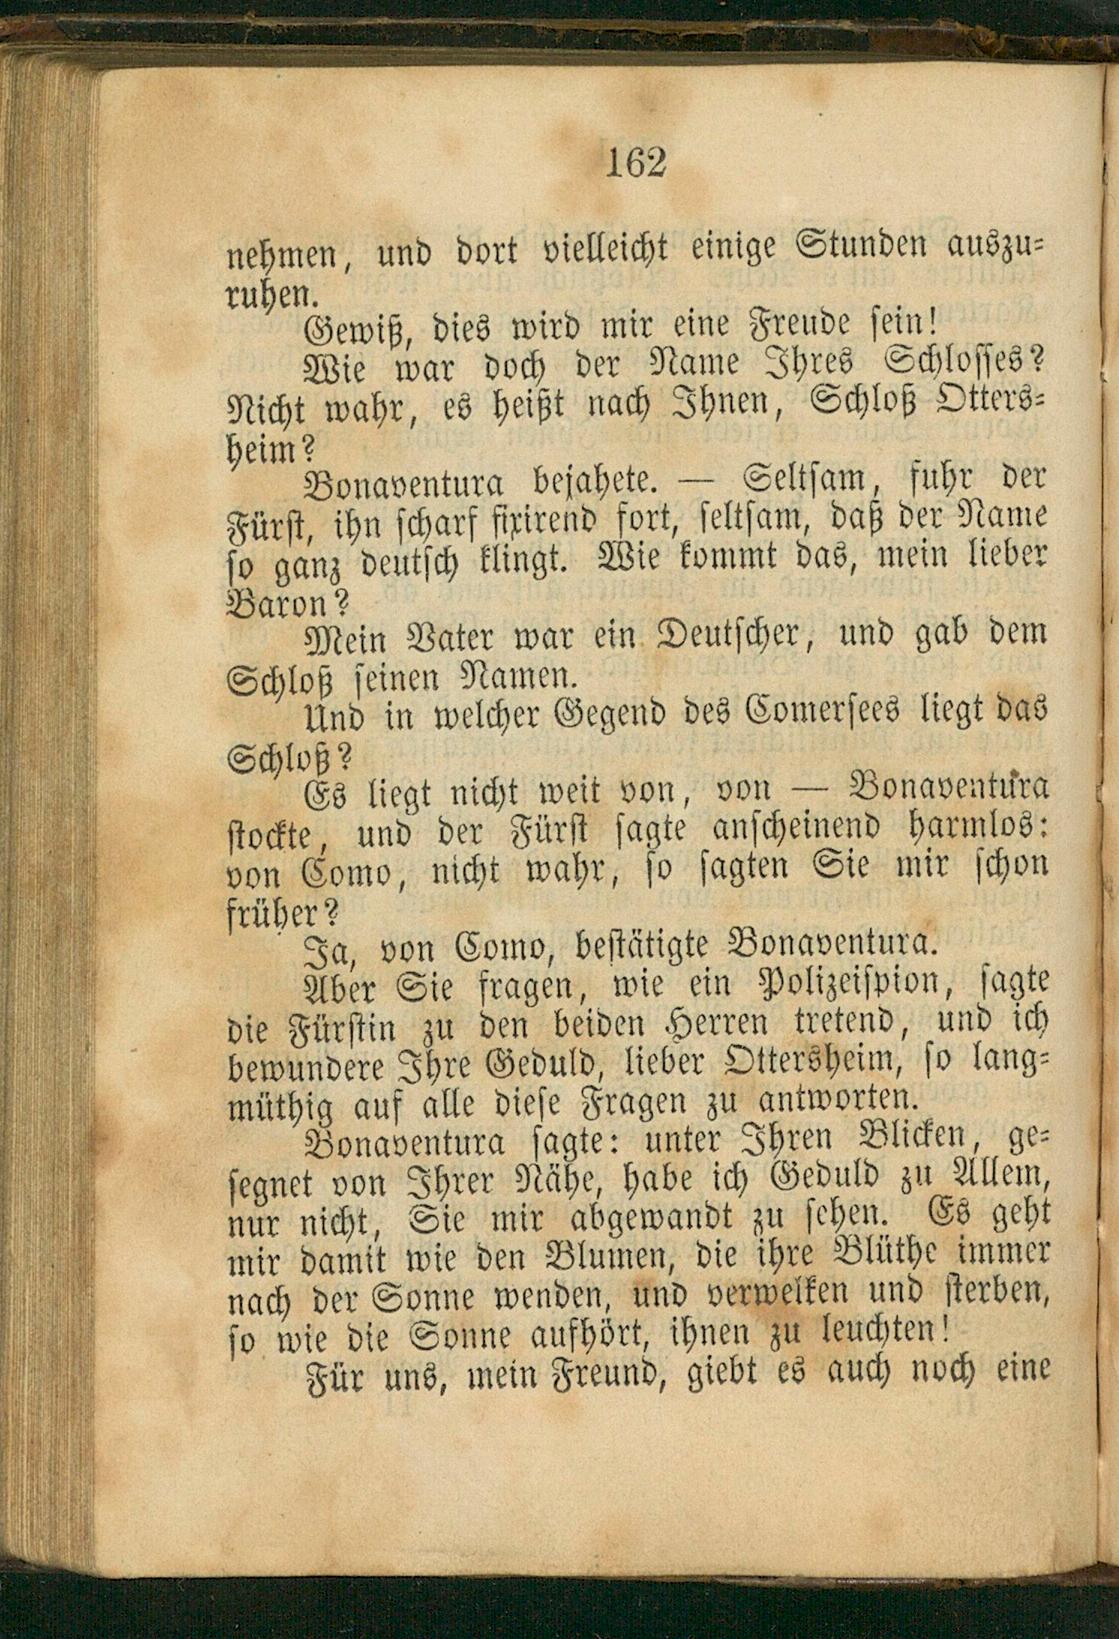 162
nehmen, und dort vielleicht einige Stunden auszu-
ruhen.
Gewiß, dies wird mir eine Freude sein!
Wie war doch der Name Ihres Schlosses?
Nicht wahr, es heißt nach Ihnen, Schloß Otters-
heim?
Bonaventura bejahete. — Seltsam, fuhr der
Fürst, ihn scharf fixirend fort, seltsam, daß der Name
so ganz deutsch klingt. Wie kommt das, mein lieber
Baron?
Mein Vater war ein Deutscher, und gab dem
Schloß seinen Namen.
Und in welcher Gegend des Comersees liegt das
Schloß?
Es liegt nicht weit von, von — Bonaventura
stockte, und der Fürst sagte anscheinend harmlos:
von Como, nicht wahr, so sagten Sie mir schon
früher?
Ja, von Como, bestätigte Bonaventura.
Aber Sie fragen, wie ein Polizeispion, sagte
die Fürstin zu den beiden Herren tretend, und ich
bewundere Ihre Geduld, lieber Ottersheim, so lang-
müthig auf alle diese Fragen zu antworten.
Bonaventura sagte: unter Ihren Blicken, ge-
segnet von Ihrer Nähe, habe ich Geduld zu Allem,
nur nicht, Sie mir abgewandt zu sehen. Es geht
mir damit wie den Blumen, die ihre Blüthe immer
nach der Sonne wenden, und verwelken und sterben,
so wie die Sonne aufhört, ihnen zu leuchten!
Für uns, mein Freund, giebt es auch noch eine